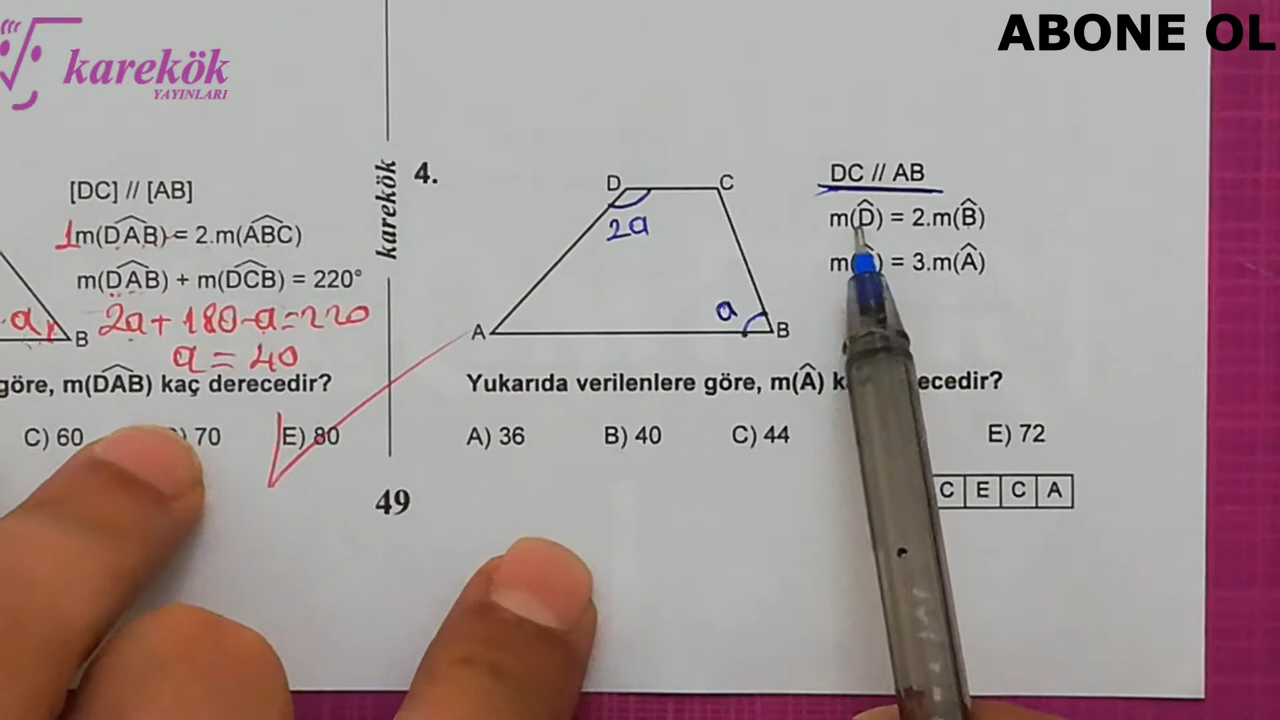 ABONE OL
karekök
YAYINLARI
[DC] // [AB]
1m(DAB) = 2.m(ABC)
m(DAB) + m(DCB) = 220°
a B 2a + 180-a=220
a = 40
göre, m(DAB) kaç derecedir?
C) 60 70 E) 80
karekök
49
4.
D C
2a
a
A B
DC // AB
m(D) = 2.m(B)
m( ) = 3.m(A)
Yukarıda verilenlere göre, m(A)
A) 36 B) 40 C) 44 E) 72
C E C A